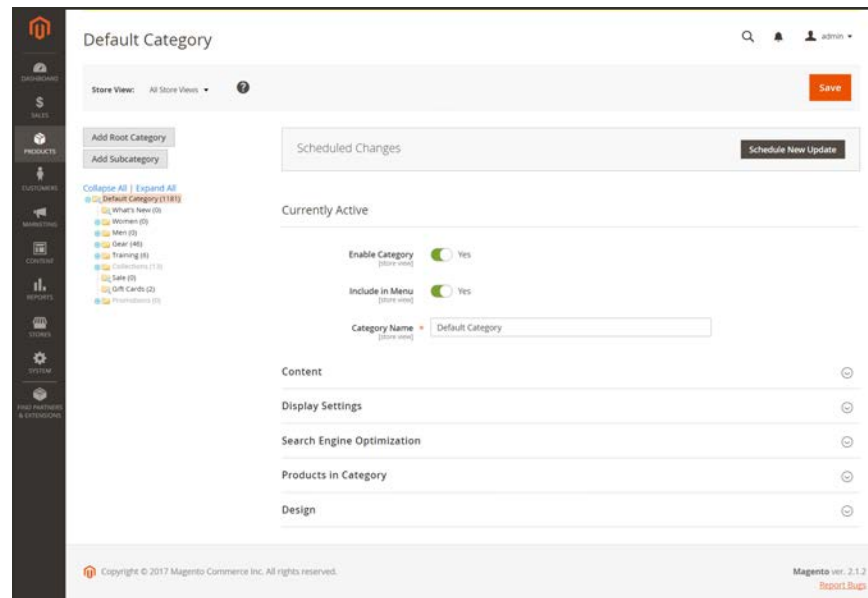 Default Category
admin
DASHBOARD
SALES
PRODUCTS
CUSTOMERS
MARKETING
CONTENT
REPORTS
STORES
SYSTEM
FIND PARTNERS
& EXTENSIONS
Store View: All Store Views
Save
Add Root Category
Add Subcategory
Collapse All | Expand All
Default Category (1181)
What's New (0)
Women (0)
Men (0)
Gear (46)
Training (6)
Collections (13)
Sale (0)
Gift Cards (2)
Promotions (0)
Scheduled Changes
Schedule New Update
Currently Active
Enable Category
[store view]
Yes
Include in Menu
[store view]
Yes
Category Name *
[store view]
Default Category
Content
Display Settings
Search Engine Optimization
Products in Category
Design
Copyright © 2017 Magento Commerce Inc. All rights reserved.
Magento ver. 2.1.2
Report Bugs